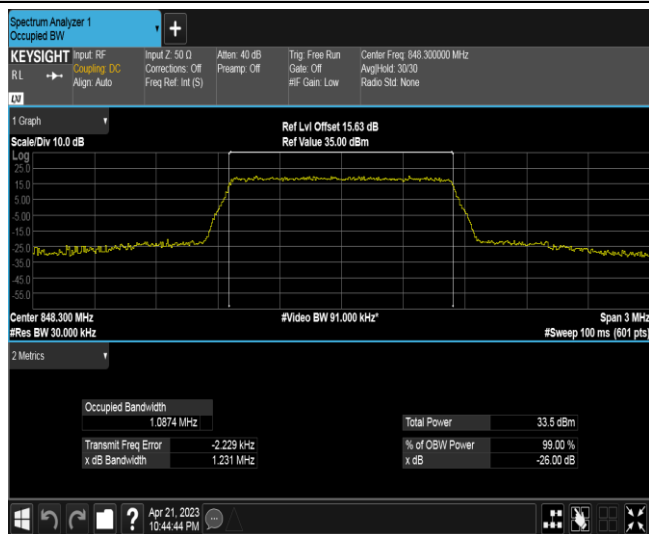 Spectrum Analyzer 1
Occupied BW
+
KEYSIGHT
RL
LXI
Input: RF
Coupling: DC
Align: Auto
Input Z: 50 Ω
Corrections: Off
Freq Ref: Int (S)
Atten: 40 dB
Preamp: Off
Trig: Free Run
Gate: Off
#IF Gain: Low
Center Freq: 848.300000 MHz
Avg|Hold: 30/30
Radio Std: None
1 Graph
Scale/Div 10.0 dB
Ref Lvl Offset 15.63 dB
Ref Value 35.00 dBm
Log
25.0
15.0
5.00
-5.00
-15.0
-25.0
-35.0
-45.0
-55.0
Center 848.300 MHz
#Res BW 30.000 kHz
#Video BW 91.000 kHz*
Span 3 MHz
#Sweep 100 ms (601 pts)
2 Metrics
Occupied Bandwidth
1.0874 MHz
Transmit Freq Error -2.229 kHz
x dB Bandwidth 1.231 MHz
Total Power 33.5 dBm
% of OBW Power 99.00 %
x dB -26.00 dB
?
Apr 21, 2023
10:44:44 PM